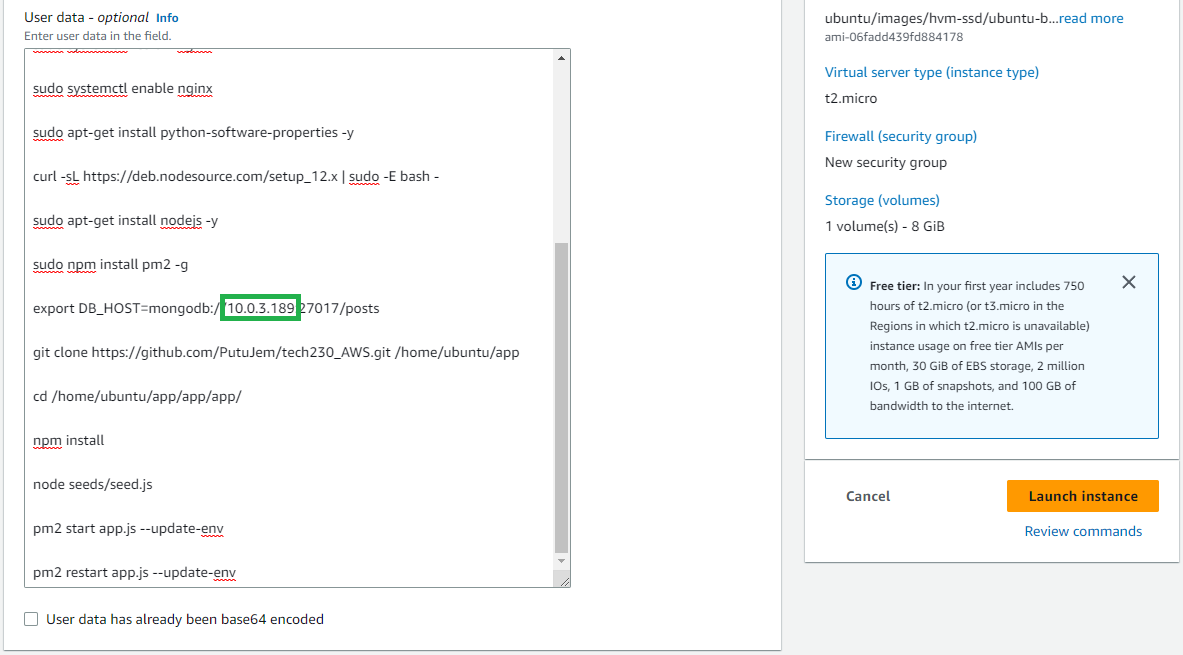 User data - optional Info
Enter user data in the field.
sudo systemctl enable nginx
sudo apt-get install python-software-properties -y
curl -sL https://deb.nodesource.com/setup_12.x | sudo -E bash -
sudo apt-get install nodejs -y
sudo npm install pm2 -g
export DB_HOST=mongodb://10.0.3.189:27017/posts
git clone https://github.com/PutuJem/tech230_AWS.git /home/ubuntu/app
cd /home/ubuntu/app/app/app/
npm install
node seeds/seed.js
pm2 start app.js --update-env
pm2 restart app.js --update-env
User data has already been base64 encoded
ubuntu/images/hvm-ssd/ubuntu-b...read more
ami-06fadd439fd884178
Virtual server type (instance type)
t2.micro
Firewall (security group)
New security group
Storage (volumes)
1 volume(s) - 8 GiB
Free tier: In your first year includes 750
hours of t2.micro (or t3.micro in the
Regions in which t2.micro is unavailable)
instance usage on free tier AMIs per
month, 30 GiB of EBS storage, 2 million
IOs, 1 GB of snapshots, and 100 GB of
bandwidth to the internet.
Cancel
Launch instance
Review commands